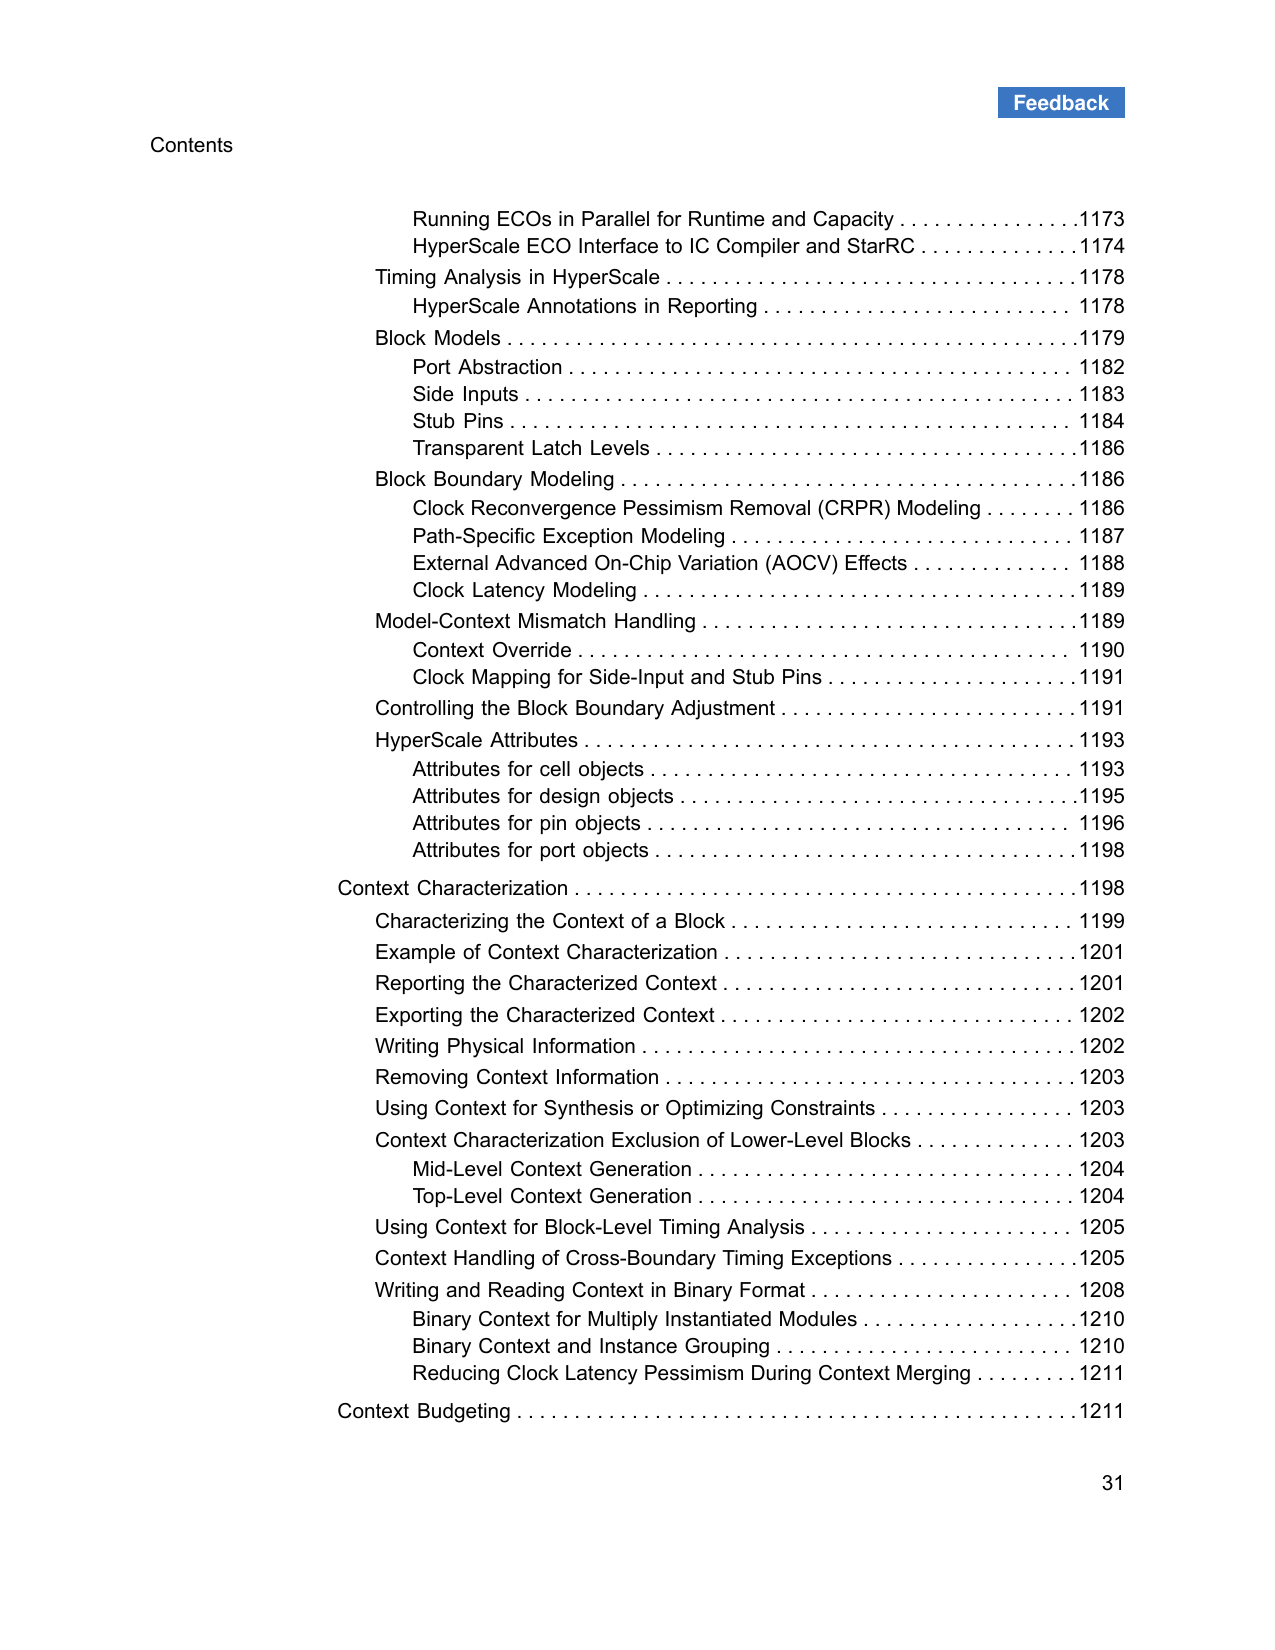 Feedback
Contents
Running ECOs in Parallel for Runtime and Capacity . . . . . . . . . . . . . . . .1173
HyperScale ECO Interface to IC Compiler and StarRC . . . . . . . . . . . . . . 1174
Timing Analysis in HyperScale . . . . . . . . . . . . . . . . . . . . . . . . . . . . . . . . . . . . 1178
HyperScale Annotations in Reporting . . . . . . . . . . . . . . . . . . . . . . . . . . . 1178
Block Models . . . . . . . . . . . . . . . . . . . . . . . . . . . . . . . . . . . . . . . . . . . . . . . . . .1179
Port Abstraction . . . . . . . . . . . . . . . . . . . . . . . . . . . . . . . . . . . . . . . . . . . . 1182
Side Inputs . . . . . . . . . . . . . . . . . . . . . . . . . . . . . . . . . . . . . . . . . . . . . . . . 1183
Stub Pins . . . . . . . . . . . . . . . . . . . . . . . . . . . . . . . . . . . . . . . . . . . . . . . . . 1184
Transparent Latch Levels . . . . . . . . . . . . . . . . . . . . . . . . . . . . . . . . . . . . .1186
Block Boundary Modeling . . . . . . . . . . . . . . . . . . . . . . . . . . . . . . . . . . . . . . . . 1186
Clock Reconvergence Pessimism Removal (CRPR) Modeling . . . . . . . . 1186
Path-Specific Exception Modeling . . . . . . . . . . . . . . . . . . . . . . . . . . . . . . 1187
External Advanced On-Chip Variation (AOCV) Effects . . . . . . . . . . . . . . 1188
Clock Latency Modeling . . . . . . . . . . . . . . . . . . . . . . . . . . . . . . . . . . . . . . 1189
Model-Context Mismatch Handling . . . . . . . . . . . . . . . . . . . . . . . . . . . . . . . . .1189
Context Override . . . . . . . . . . . . . . . . . . . . . . . . . . . . . . . . . . . . . . . . . . . 1190
Clock Mapping for Side-Input and Stub Pins . . . . . . . . . . . . . . . . . . . . . . 1191
Controlling the Block Boundary Adjustment . . . . . . . . . . . . . . . . . . . . . . . . . . 1191
HyperScale Attributes . . . . . . . . . . . . . . . . . . . . . . . . . . . . . . . . . . . . . . . . . . . 1193
Attributes for cell objects . . . . . . . . . . . . . . . . . . . . . . . . . . . . . . . . . . . . . 1193
Attributes for design objects . . . . . . . . . . . . . . . . . . . . . . . . . . . . . . . . . . .1195
Attributes for pin objects . . . . . . . . . . . . . . . . . . . . . . . . . . . . . . . . . . . . . 1196
Attributes for port objects . . . . . . . . . . . . . . . . . . . . . . . . . . . . . . . . . . . . . 1198
Context Characterization . . . . . . . . . . . . . . . . . . . . . . . . . . . . . . . . . . . . . . . . . . . . 1198
Characterizing the Context of a Block . . . . . . . . . . . . . . . . . . . . . . . . . . . . . . 1199
Example of Context Characterization . . . . . . . . . . . . . . . . . . . . . . . . . . . . . . . 1201
Reporting the Characterized Context . . . . . . . . . . . . . . . . . . . . . . . . . . . . . . . 1201
Exporting the Characterized Context . . . . . . . . . . . . . . . . . . . . . . . . . . . . . . . 1202
Writing Physical Information . . . . . . . . . . . . . . . . . . . . . . . . . . . . . . . . . . . . . . 1202
Removing Context Information . . . . . . . . . . . . . . . . . . . . . . . . . . . . . . . . . . . . 1203
Using Context for Synthesis or Optimizing Constraints . . . . . . . . . . . . . . . . . 1203
Context Characterization Exclusion of Lower-Level Blocks . . . . . . . . . . . . . . 1203
Mid-Level Context Generation . . . . . . . . . . . . . . . . . . . . . . . . . . . . . . . . . 1204
Top-Level Context Generation . . . . . . . . . . . . . . . . . . . . . . . . . . . . . . . . . 1204
Using Context for Block-Level Timing Analysis . . . . . . . . . . . . . . . . . . . . . . . 1205
Context Handling of Cross-Boundary Timing Exceptions . . . . . . . . . . . . . . . .1205
Writing and Reading Context in Binary Format . . . . . . . . . . . . . . . . . . . . . . . 1208
Binary Context for Multiply Instantiated Modules . . . . . . . . . . . . . . . . . . .1210
Binary Context and Instance Grouping . . . . . . . . . . . . . . . . . . . . . . . . . . 1210
Reducing Clock Latency Pessimism During Context Merging . . . . . . . . . 1211
Context Budgeting . . . . . . . . . . . . . . . . . . . . . . . . . . . . . . . . . . . . . . . . . . . . . . . . .1211
31